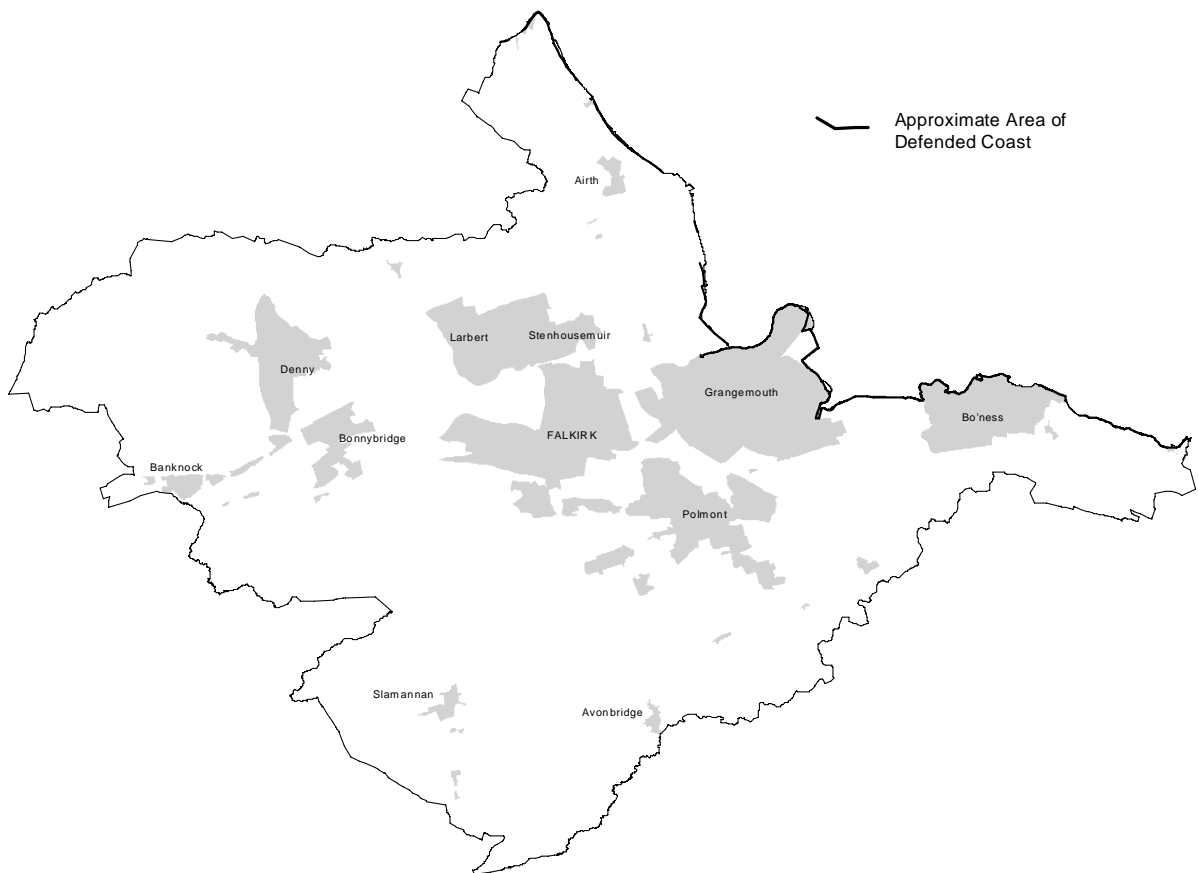 Approximate Area of
Defended Coast
Airth
Larbert
Stenhousemuir
Denny
Grangemouth
Bo'ness
FALKIRK
Bonnybridge
Banknock
Polmont
Slamannan
Avonbridge